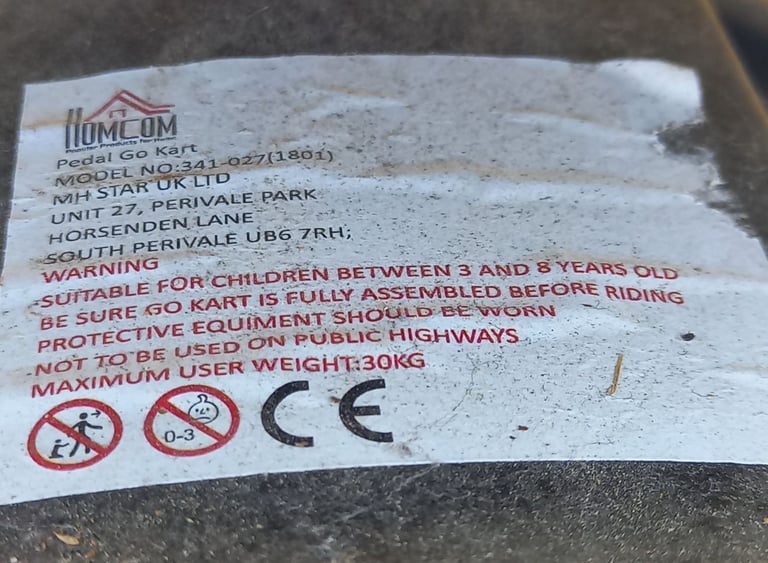 HOMCOM
Pedal Go Kart
MODEL NO:341-027(1801)
MH STAR UK LTD
UNIT 27, PERIVALE PARK
HORSENDEN LANE
SOUTH PERIVALE UB6 7RH;
WARNING
SUITABLE FOR CHILDREN BETWEEN 3 AND 8 YEARS OLD
BE SURE GO KART IS FULLY ASSEMBLED BEFORE RIDING
PROTECTIVE EQUIMENT SHOULD BE WORN
NOT TO BE USED ON PUBLIC HIGHWAYS
MAXIMUM USER WEIGHT:30KG
0-3
CE